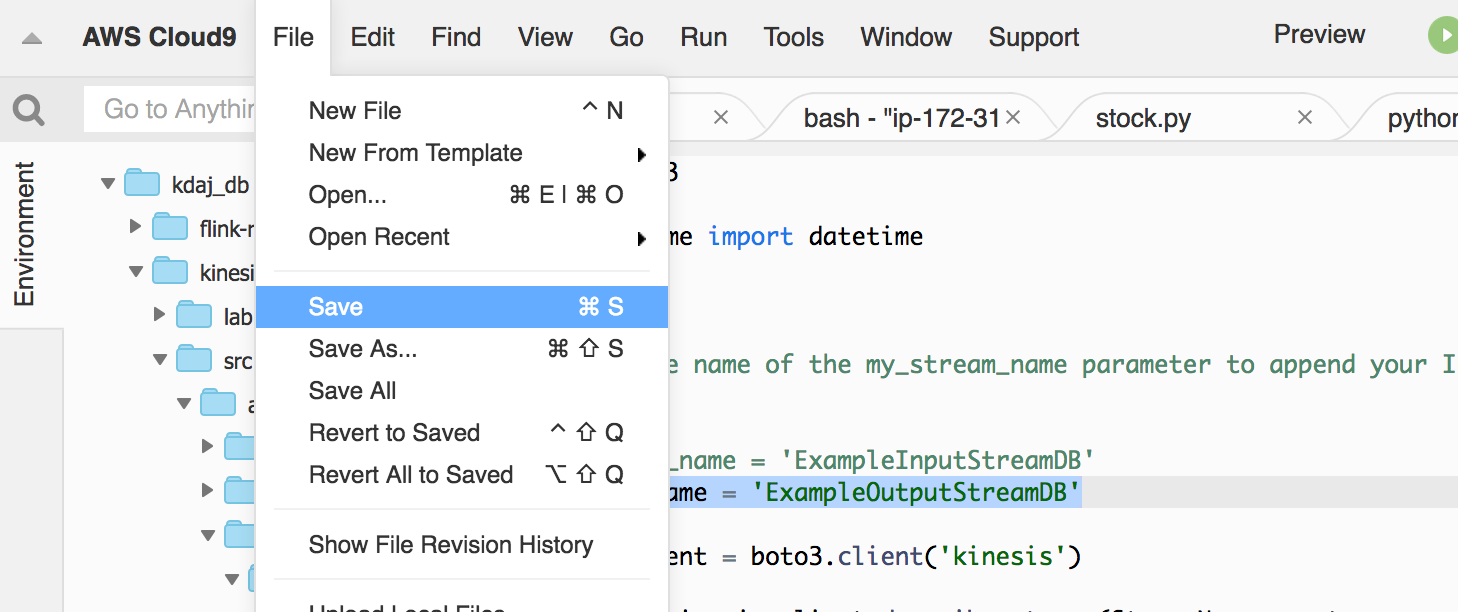 AWS Cloud9 File Edit Find View Go Run Tools Window Support Preview
Go to Anythin
bash - "ip-172-31 × stock.py × python
Environment
kdaj_db
flink-r
kinesi
lab
src
a
New File ^ N
New From Template
Open... ⌘ E | ⌘ O
Open Recent
Save ⌘ S
Save As... ⌘ ⇧ S
Save All
Revert to Saved ^ ⇧ Q
Revert All to Saved ⌥ ⇧ Q
Show File Revision History
Upload Local Files
3
me import datetime
e name of the my_stream_name parameter to append your I
_name = 'ExampleInputStreamDB'
ame = 'ExampleOutputStreamDB'
ent = boto3.client('kinesis')